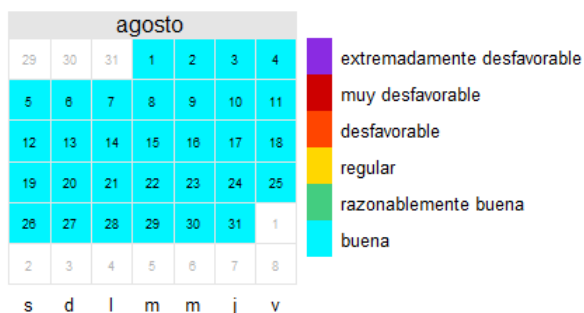 agosto
29 30 31 1 2 3 4
5 6 7 8 9 10 11
12 13 14 15 16 17 18
19 20 21 22 23 24 25
26 27 28 29 30 31 1
2 3 4 5 6 7 8
s d l m m j v
extremadamente desfavorable
muy desfavorable
desfavorable
regular
razonablemente buena
buena